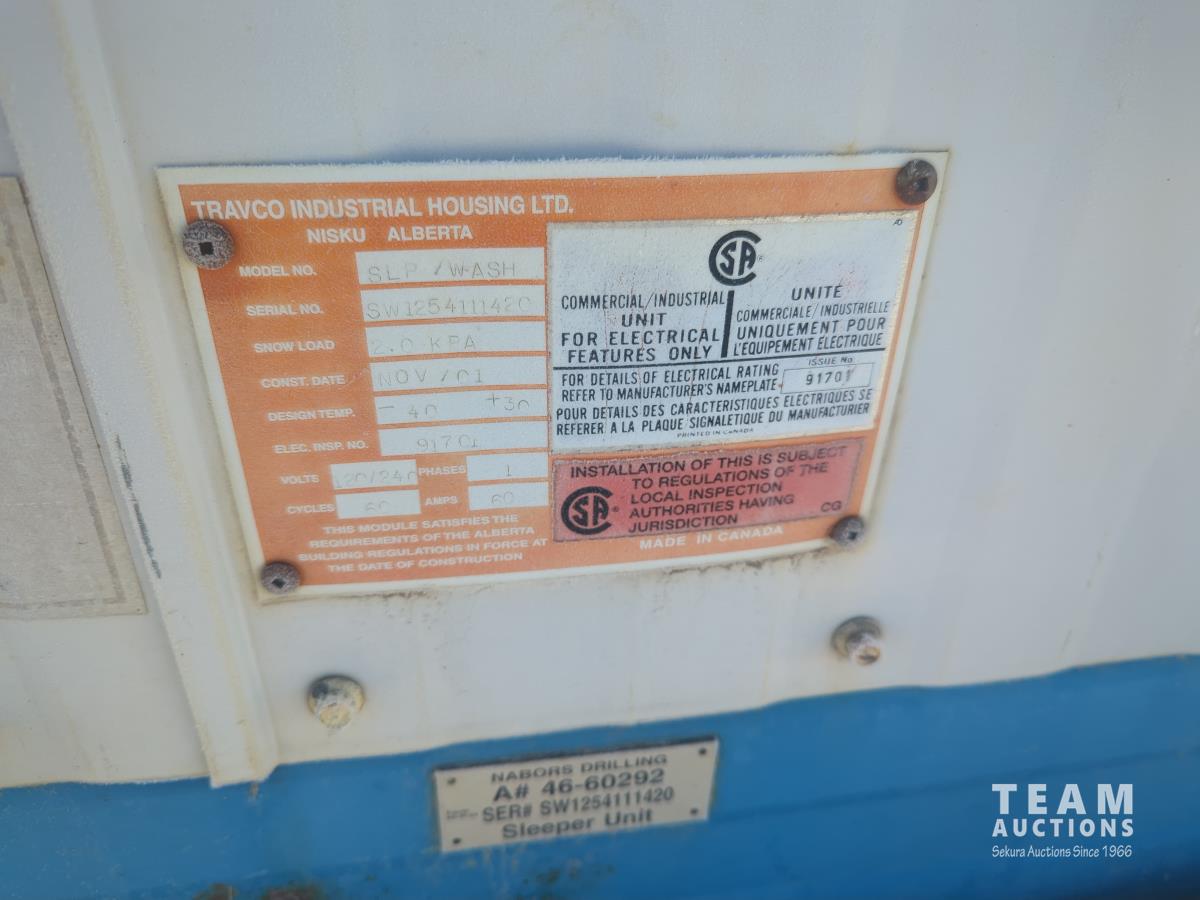 TRAVCO INDUSTRIAL HOUSING LTD.
NISKU ALBERTA
MODEL NO. SLP / WASH
SERIAL NO. SW1254111420
SNOW LOAD 2.0 KPA
CONST. DATE NOV / 01
DESIGN TEMP. - 40 +30
ELEC. INSP. NO. 91701
VOLTS 120/240 PHASES 1
CYCLES 60 AMPS 60
THIS MODULE SATISFIES THE
REQUIREMENTS OF THE ALBERTA
BUILDING REGULATIONS IN FORCE AT
THE DATE OF CONSTRUCTION
CSA ®
COMMERCIAL/INDUSTRIAL
UNIT
FOR ELECTRICAL
FEATURES ONLY
UNITÉ
COMMERCIALE/INDUSTRIELLE
UNIQUEMENT POUR
L'EQUIPEMENT ELECTRIQUE
FOR DETAILS OF ELECTRICAL RATING
REFER TO MANUFACTURER'S NAMEPLATE
ISSUE No.
91701
POUR DETAILS DES CARACTERISTIQUES ELECTRIQUES SE
REFERER A LA PLAQUE SIGNALETIQUE DU MANUFACTURIER
PRINTED IN CANADA
INSTALLATION OF THIS IS SUBJECT
TO REGULATIONS OF THE
LOCAL INSPECTION
AUTHORITIES HAVING
JURISDICTION
CSA ®
CG
MADE IN CANADA
NABORS DRILLING
A# 46-60292
SER# SW1254111420
Sleeper Unit
TEAM
AUCTIONS
Sekura Auctions Since 1966